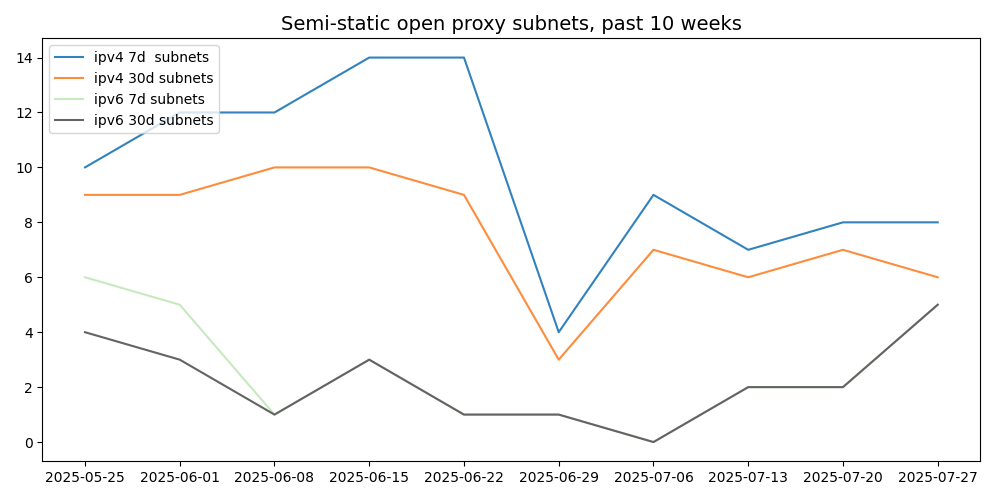 Semi-static open proxy subnets, past 10 weeks
ipv4 7d  subnets
ipv4 30d subnets
ipv6 7d subnets
ipv6 30d subnets
14
12
10
8
6
4
2
0
2025-05-25 2025-06-01 2025-06-08 2025-06-15 2025-06-22 2025-06-29 2025-07-06 2025-07-13 2025-07-20 2025-07-27